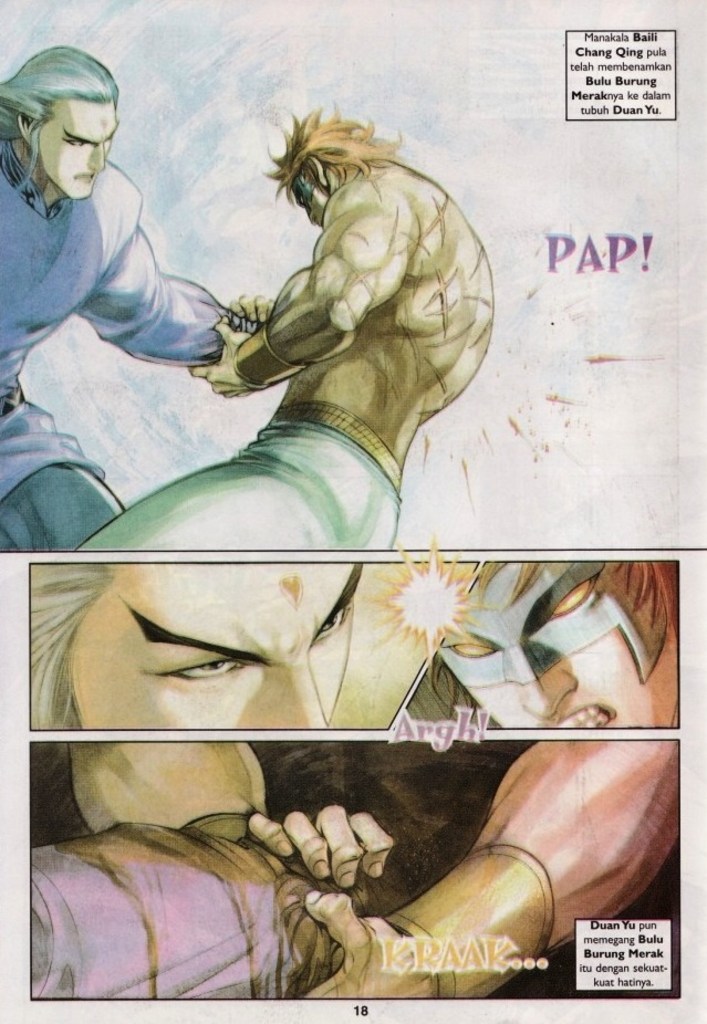 Manakala Baili
Chang Qing pula
telah membenamkan
Bulu Burung
Meraknya ke dalam
tubuh Duan Yu.
PAP!
Argh!
KRAAK...
Duan Yu pun
memegang Bulu
Burung Merak
itu dengan sekuat-
kuat hatinya.
18